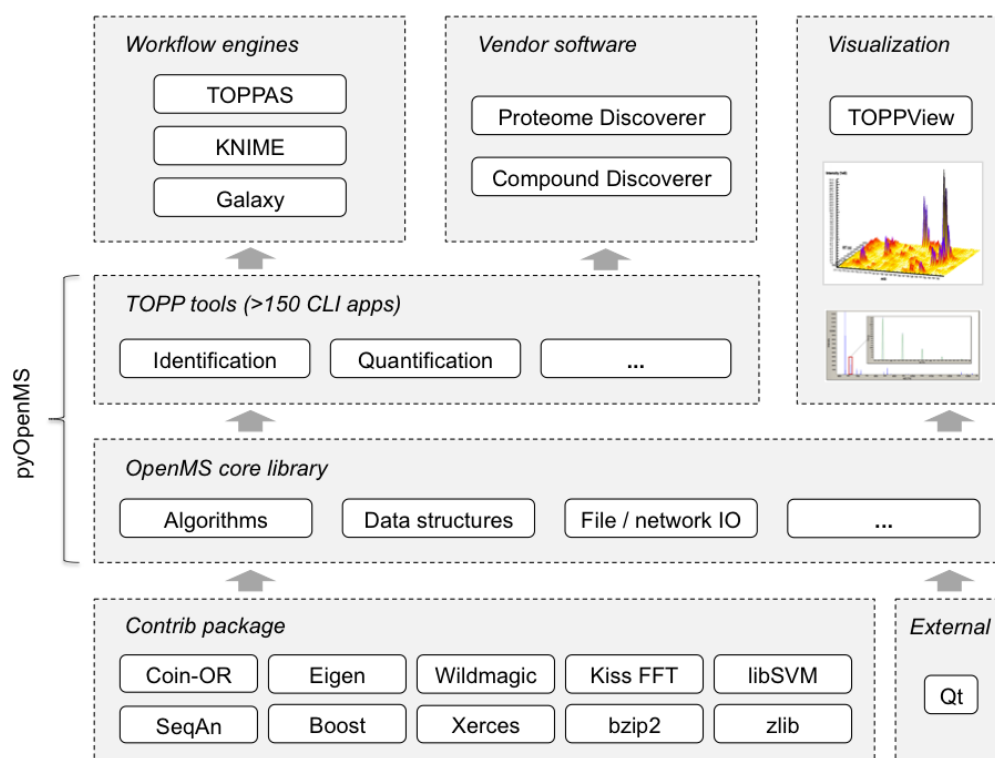 Workflow engines
TOPPAS
KNIME
Galaxy
Vendor software
Proteome Discoverer
Compound Discoverer
Visualization
TOPPView
pyOpenMS
TOPP tools (>150 CLI apps)
Identification
Quantification
...
OpenMS core library
Algorithms
Data structures
File / network IO
...
Contrib package
Coin-OR
Eigen
Wildmagic
Kiss FFT
libSVM
SeqAn
Boost
Xerces
bzip2
zlib
External
Qt